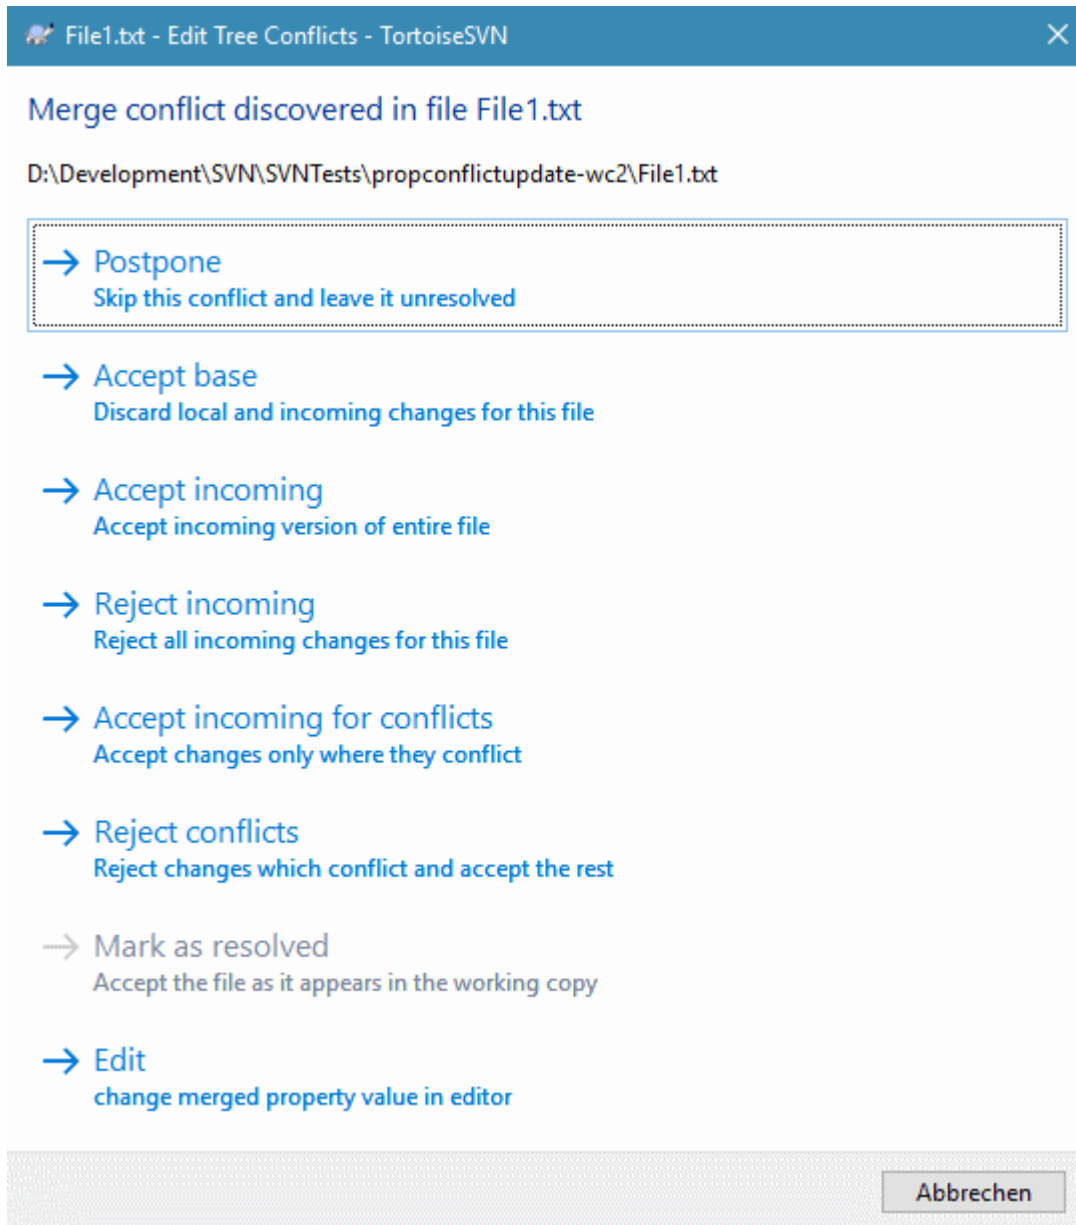 File1.txt - Edit Tree Conflicts - TortoiseSVN
Merge conflict discovered in file File1.txt
D:\Development\SVN\SVNTests\propconflictupdate-wc2\File1.txt
Postpone
Skip this conflict and leave it unresolved
Accept base
Discard local and incoming changes for this file
Accept incoming
Accept incoming version of entire file
Reject incoming
Reject all incoming changes for this file
Accept incoming for conflicts
Accept changes only where they conflict
Reject conflicts
Reject changes which conflict and accept the rest
Mark as resolved
Accept the file as it appears in the working copy
Edit
change merged property value in editor
Abbrechen